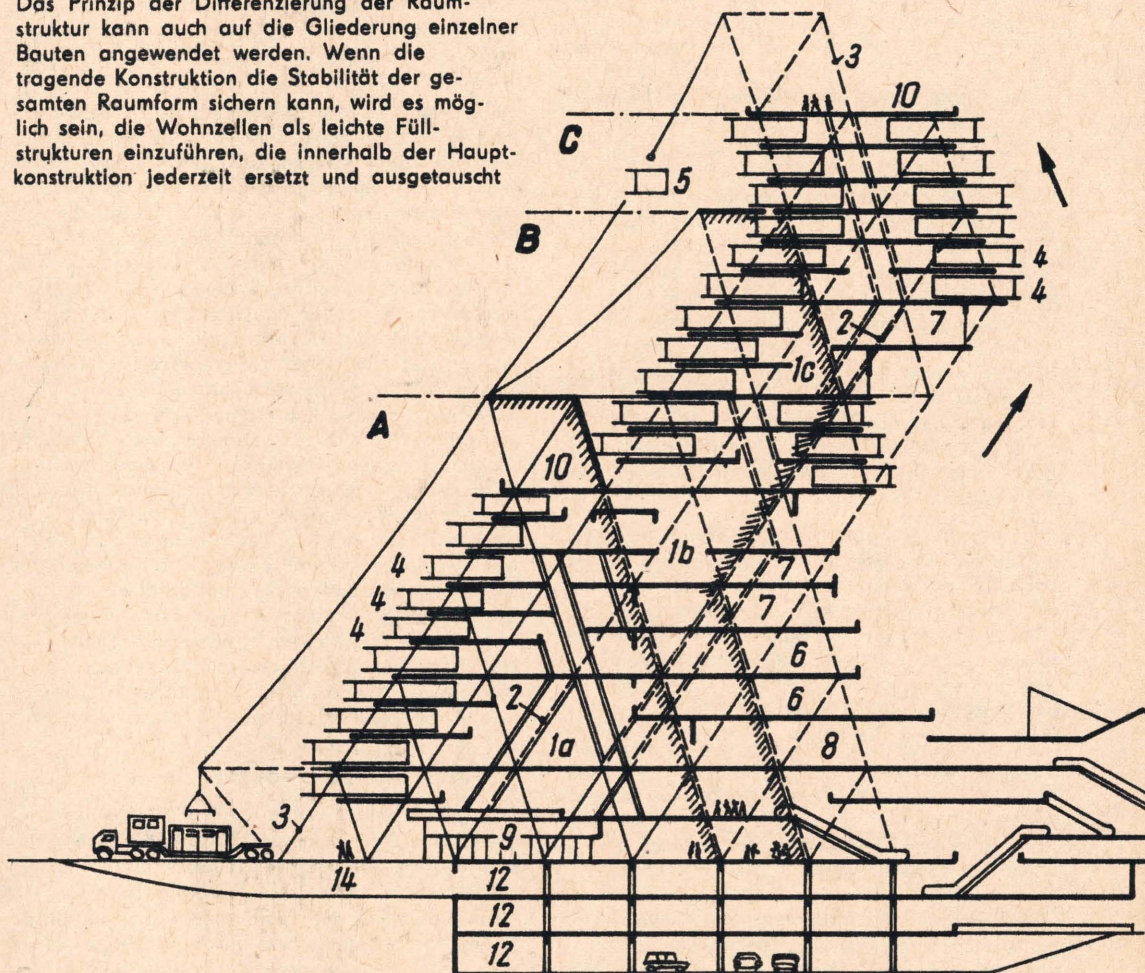 Das Prinzip der Differenzierung der Raum-
struktur kann auch auf die Gliederung einzelner
Bauten angewendet werden. Wenn die
tragende Konstruktion die Stabilität der ge-
samten Raumform sichern kann, wird es mög-
lich sein, die Wohnzellen als leichte Füll-
strukturen einzuführen, die innerhalb der Haupt-
konstruktion jederzeit ersetzt und ausgetauscht
3
10
C
5
B
4
4
2
7
1c
A
10
1b
4
7
4
7
4
6
2
6
1a
8
3
9
14
12
12
12